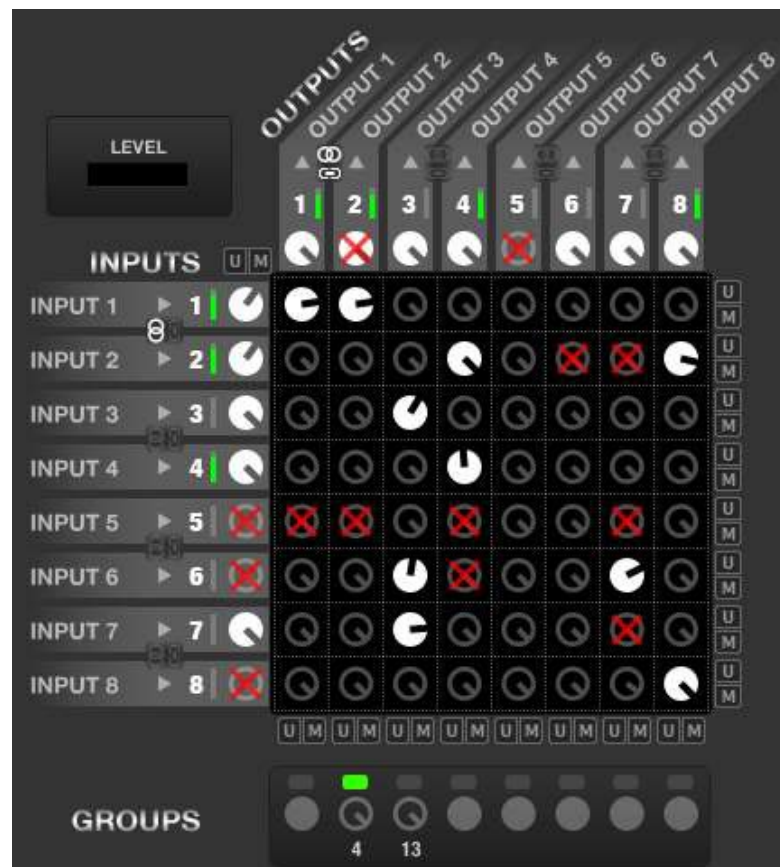 OUTPUTS
OUTPUT 1
OUTPUT 2
OUTPUT 3
OUTPUT 4
OUTPUT 5
OUTPUT 6
OUTPUT 7
OUTPUT 8
LEVEL
1 2 3 4 5 6 7 8
INPUTS U M
INPUT 1 1 U
M
INPUT 2 2 U
M
INPUT 3 3 U
M
INPUT 4 4 U
M
INPUT 5 5 U
M
INPUT 6 6 U
M
INPUT 7 7 U
M
INPUT 8 8 U
M
U M U M U M U M U M U M U M U M
GROUPS
4 13